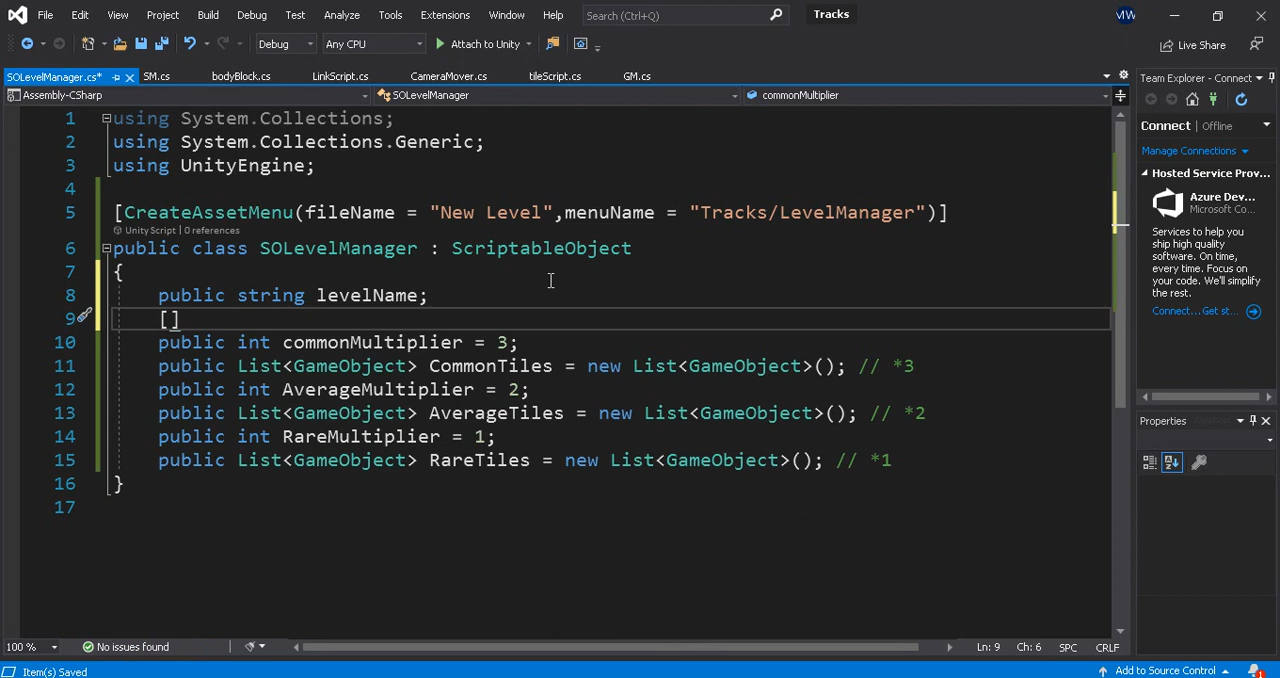 File Edit View Project Build Debug Test Analyze Tools Extensions Window Help Search (Ctrl+Q) Tracks MW
Debug Any CPU Attach to Unity Live Share
SOLevelManager.cs* SM.cs bodyBlock.cs LinkScript.cs CameraMover.cs tileScript.cs GM.cs
Assembly-CSharp SOLevelManager commonMultiplier
1 using System.Collections;
2 using System.Collections.Generic;
3 using UnityEngine;
4
5 [CreateAssetMenu(fileName = "New Level",menuName = "Tracks/LevelManager")]
Unity Script | 0 references
6 public class SOLevelManager : ScriptableObject
7 {
8 public string levelName;
9 []
10 public int commonMultiplier = 3;
11 public List<GameObject> CommonTiles = new List<GameObject>(); // *3
12 public int AverageMultiplier = 2;
13 public List<GameObject> AverageTiles = new List<GameObject>(); // *2
14 public int RareMultiplier = 1;
15 public List<GameObject> RareTiles = new List<GameObject>(); // *1
16 }
17
100 % No issues found Ln: 9 Ch: 6 SPC CRLF
Item(s) Saved Add to Source Control 1
Team Explorer - Connect
Connect | Offline
Manage Connections
Hosted Service Prov...
Azure Dev...
Microsoft Co...
Services to help you
ship high quality
software. On time,
every time. Focus on
your code. We'll simplify
the rest.
Connect... Get st...
Properties